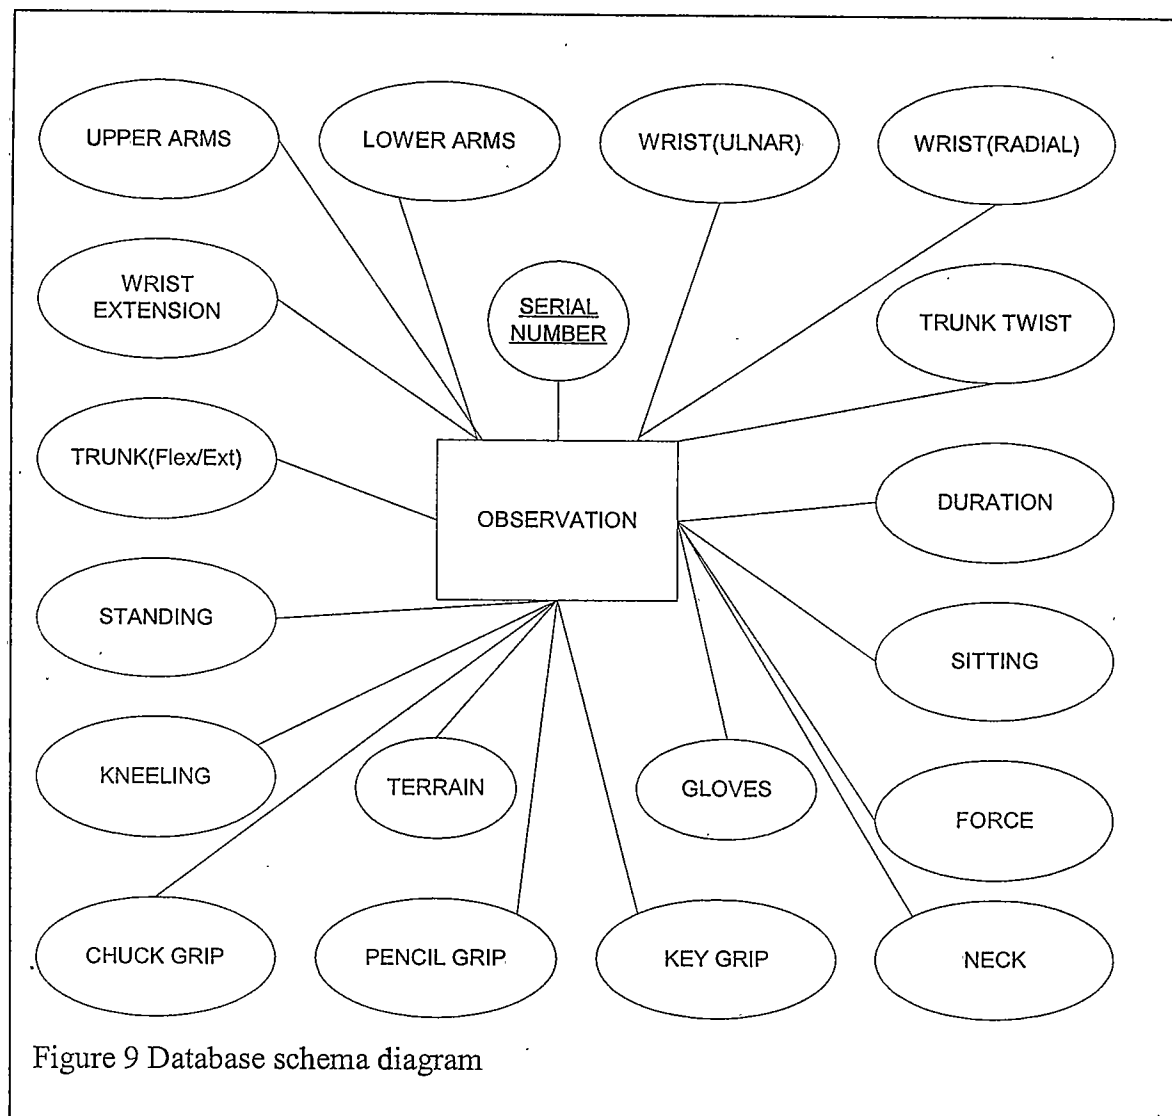 UPPER ARMS
LOWER ARMS
WRIST(ULNAR)
WRIST(RADIAL)
WRIST
EXTENSION
SERIAL
NUMBER
TRUNK TWIST
TRUNK(Flex/Ext)
OBSERVATION
DURATION
STANDING
SITTING
KNEELING
TERRAIN
GLOVES
FORCE
CHUCK GRIP
PENCIL GRIP
KEY GRIP
NECK
Figure 9 Database schema diagram